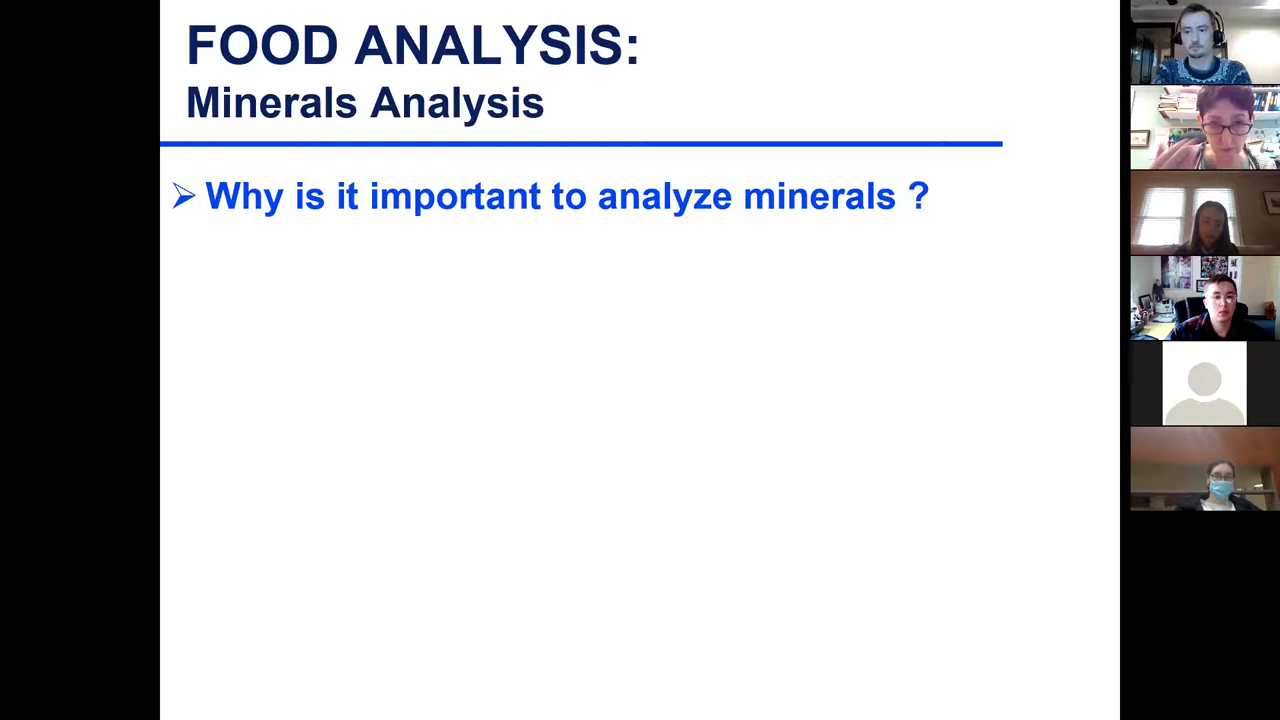 FOOD ANALYSIS:
Minerals Analysis
➢ Why is it important to analyze minerals ?